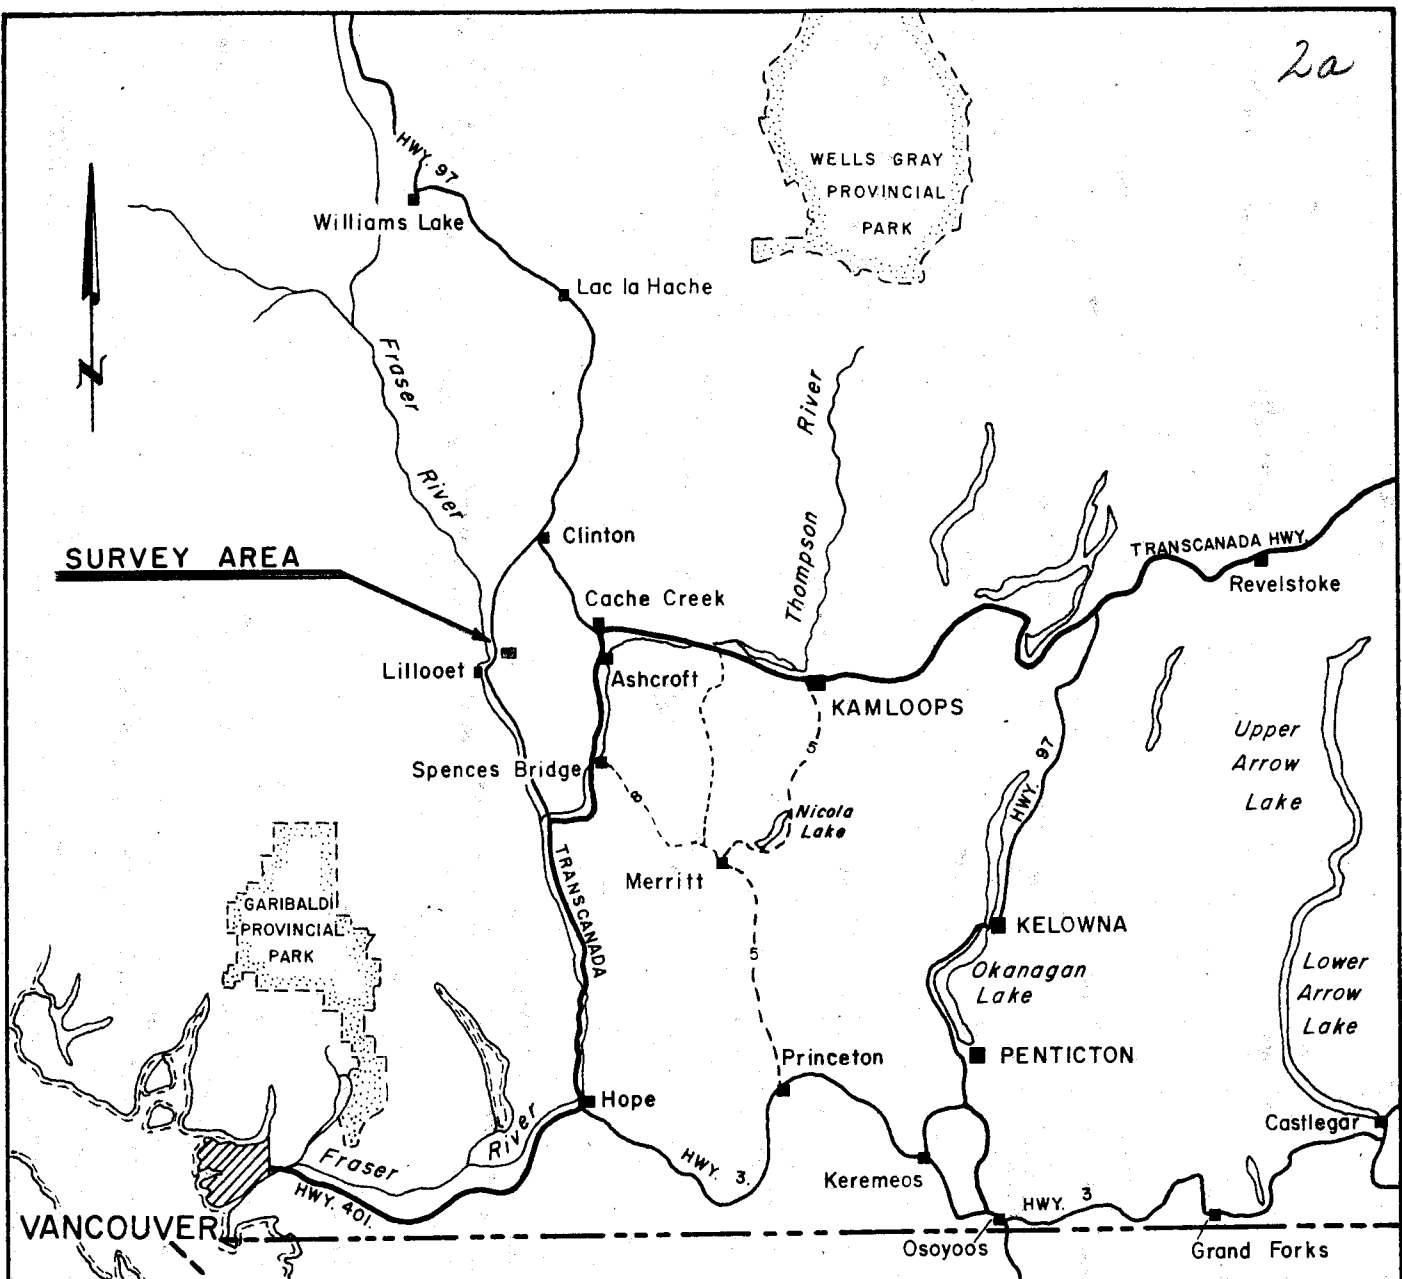 2a
WELLS GRAY
PROVINCIAL
PARK
HWY. 97
Williams Lake
Lac la Hache
N
Fraser
River
Thompson
River
Clinton
SURVEY AREA
TRANSCANADA HWY.
Revelstoke
Cache Creek
Lillooet
Ashcroft
KAMLOOPS
Upper
Arrow
Lake
5
HWY. 97
Spences Bridge
8
Nicola
Lake
TRANSCANADA
Merritt
GARIBALDI
PROVINCIAL
PARK
KELOWNA
5
Okanagan
Lake
Lower
Arrow
Lake
Princeton
PENTICTON
Hope
Castlegar
Fraser
River
HWY. 3.
Keremeos
HWY. 401.
HWY. 3
VANCOUVER
Osoyoos
Grand Forks